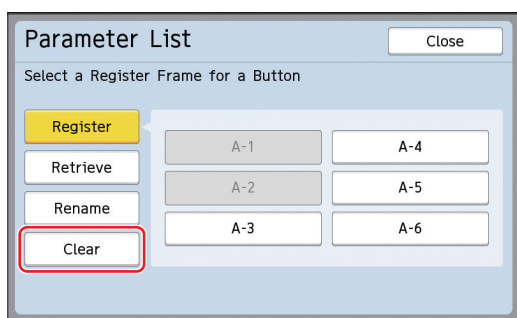 Parameter List
Close
Select a Register Frame for a Button
Register
Retrieve
Rename
Clear
A-1
A-4
A-2
A-5
A-3
A-6